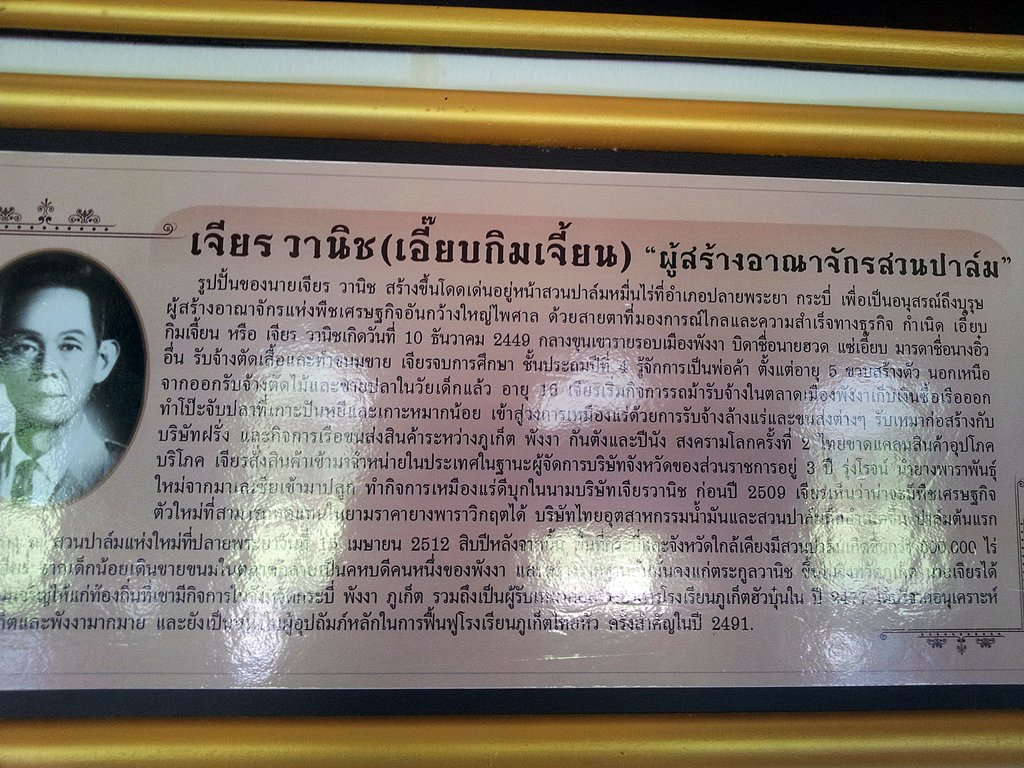 เจียร วานิช (เอี๊ยบกิมเจี้ยน) “ผู้สร้างอาณาจักรสวนปาล์ม”
รูปปั้นของนายเจียร วานิช สร้างขึ้นโดดเด่นอยู่หน้าสวนปาล์มหมื่นไร่ที่อำเภอปลายพระยา กระบี่ เพื่อเป็นอนุสรณ์ถึงบุรุษ
ผู้สร้างอาณาจักรแห่งพืชเศรษฐกิจอันกว้างใหญ่ไพศาล ด้วยสายตาที่มองการณ์ไกลและความสำเร็จทางธุรกิจ กำเนิด เอี๊ยบ
กิมเจี้ยน หรือ เจียร วานิชเกิดวันที่ 10 ธันวาคม 2449 กลางขุนเขารายรอบเมืองพังงา บิดาชื่อนายฮวด แซ่เอี๊ยบ มารดาชื่อนางอิ๋ว
อึ๋น รับจ้างตัดเสื้อและทำขนมขาย เจียรจบการศึกษา ชั้นประถมปีที่ 4 รู้จักการเป็นพ่อค้า ตั้งแต่อายุ 5 ขวบสร้างตัว นอกเหนือ
จากออกรับจ้างตัดไม้และขายปลาในวัยเด็กแล้ว อายุ 16 เจียรเริ่มกิจการรถม้ารับจ้างในตลาดเมืองพังงาเก็บเงินซื้อเรือออก
ทำโป๊ะจับปลาที่เกาะปันหยีและเกาะหมากน้อย เข้าสู่วงการเหมืองแร่ด้วยการรับจ้างล้างแร่และขนส่งต่างๆ รับเหมาก่อสร้างกับ
บริษัทฝรั่ง และกิจการเรือขนส่งสินค้าระหว่างภูเก็ต พังงา กันตังและปีนัง สงครามโลกครั้งที่ 2 ไทยขาดแคลนสินค้าอุปโภค
บริโภค เจียรสั่งสินค้าเข้ามาจำหน่ายในประเทศในฐานะผู้จัดการบริษัทจังหวัดของส่วนราชการอยู่ 3 ปี รุ่งโรจน์ นำยางพาราพันธุ์
ใหม่จากมาเลเซียเข้ามาปลูก ทำกิจการเหมืองแร่ดีบุกในนามบริษัทเจียรวานิช ก่อนปี 2509 เจียรเห็นว่าน่าจะมีพืชเศรษฐกิจ
ตัวใหม่ที่สามารถทดแทนในยามราคายางพาราวิกฤตได้ บริษัทไทยอุตสาหกรรมน้ำมันและสวนปาล์ม ปาล์มต้นแรก
สวนปาล์มแห่งใหม่ที่ปลายพระยา เมษายน 2512 สิบปีหลังจากนั้น และจังหวัดใกล้เคียงมีสวนปาล์ม ไร่
จากเด็กน้อยเดินขายขนมใน เป็นคหบดีคนหนึ่งของพังงา แก่ตระกูลวานิช นายเจียรได้
ให้แก่ท้องถิ่นที่เขามีกิจการใน กระบี่ พังงา ภูเก็ต รวมถึงเป็น โรงเรียนภูเก็ตฮัวบุ๋นใน ปี 2477
และพังงามากมาย และยังเป็น ผู้อุปถัมภ์หลักในการฟื้นฟูโรงเรียนภูเก็ตไทยหัว ครั้งสำคัญในปี 2491.